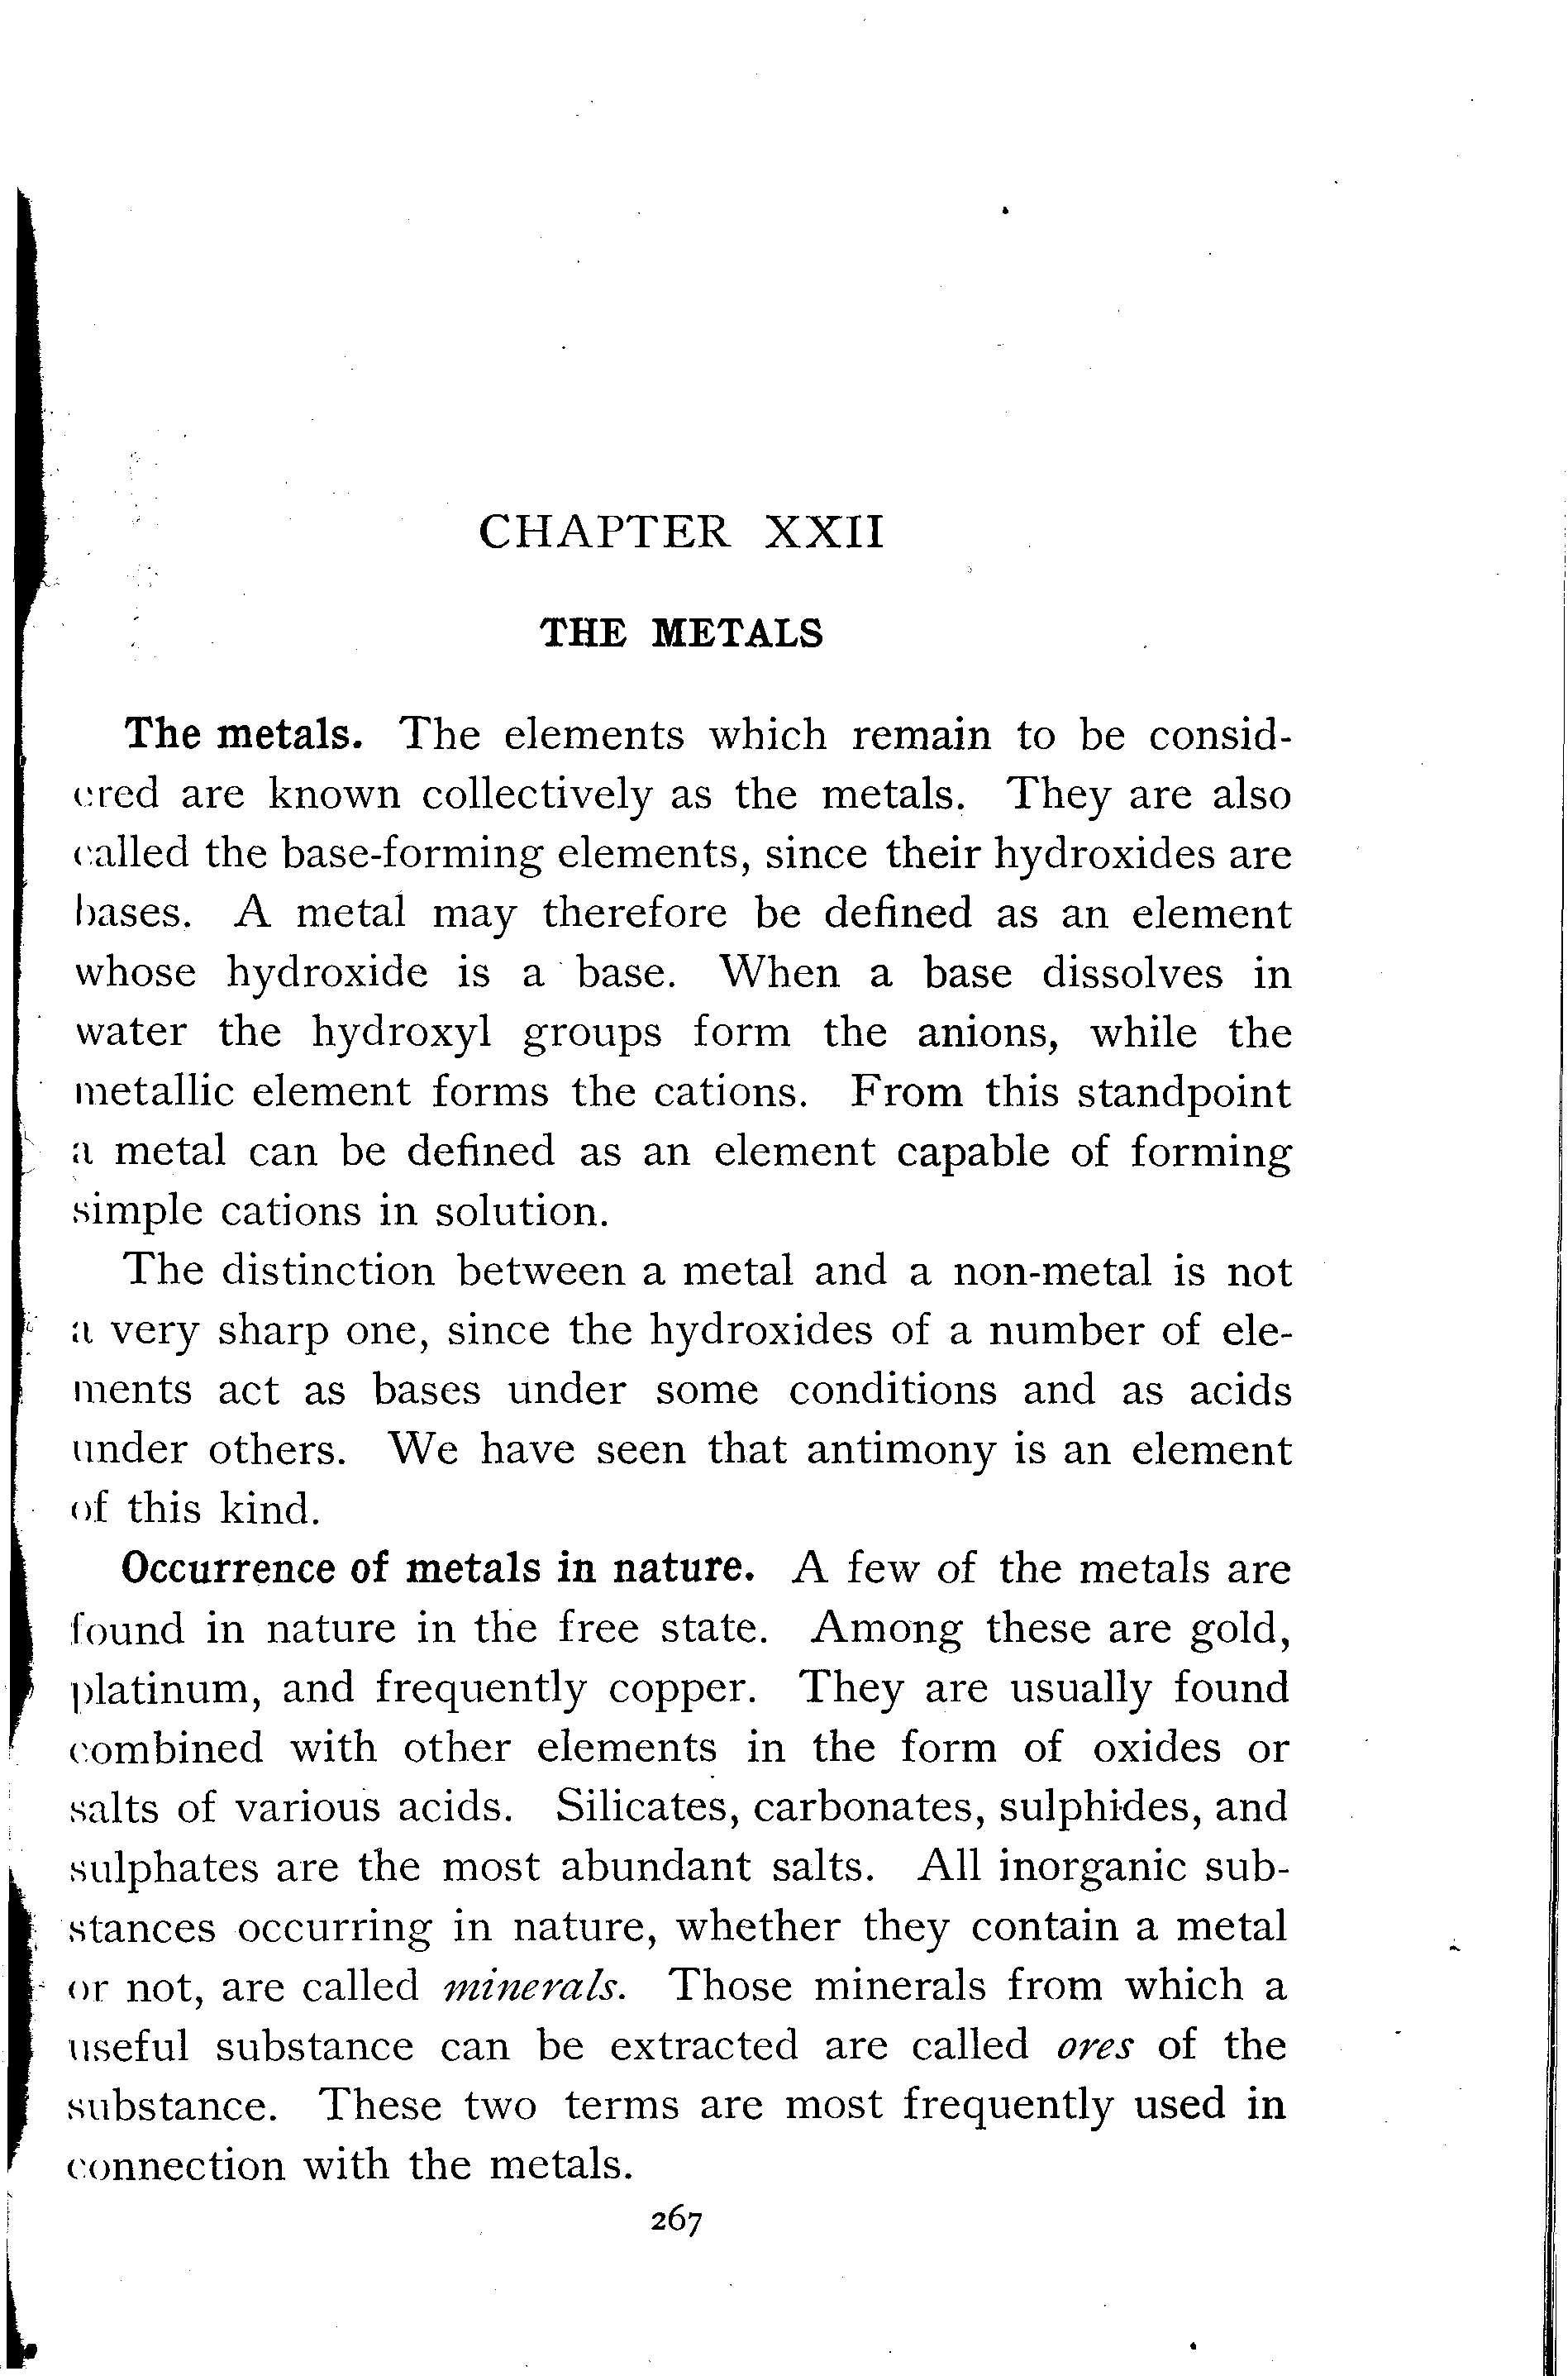 CHAPTER XXII
THE METALS
The metals. The elements which remain to be consid-
ered are known collectively as the metals. They are also
called the base-forming elements, since their hydroxides are
bases. A metal may therefore be defined as an element
whose hydroxide is a base. When a base dissolves in
water the hydroxyl groups form the anions, while the
metallic element forms the cations. From this standpoint
a metal can be defined as an element capable of forming
simple cations in solution.
The distinction between a metal and a non-metal is not
a very sharp one, since the hydroxides of a number of ele-
ments act as bases under some conditions and as acids
under others. We have seen that antimony is an element
of this kind.
Occurrence of metals in nature. A few of the metals are
found in nature in the free state. Among these are gold,
platinum, and frequently copper. They are usually found
combined with other elements in the form of oxides or
salts of various acids. Silicates, carbonates, sulphides, and
sulphates are the most abundant salts. All inorganic sub-
stances occurring in nature, whether they contain a metal
or not, are called minerals. Those minerals from which a
useful substance can be extracted are called ores of the
substance. These two terms are most frequently used in
connection with the metals.
267